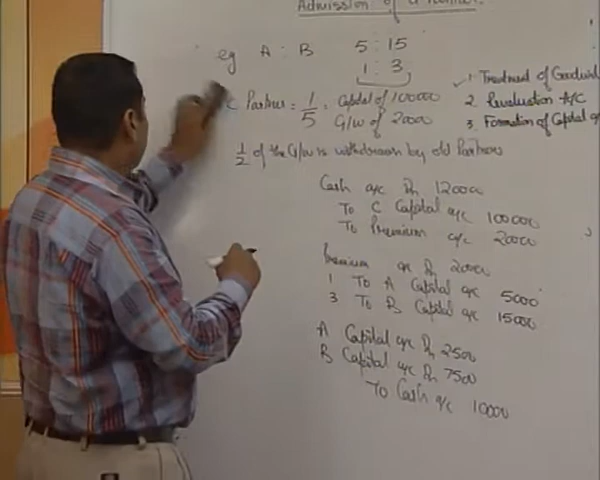 Admission of a Partner.
eg A : B 5 : 15
1 : 3
C Partner = 1/5 = Capital of 100000
G/w of 20000
1. Treatment of Goodwill
2. Revaluation A/C
3. Formation of Capital a/c
1/2 of the G/w is withdrawn by old Partners
Cash a/c Dr 120000
To C Capital a/c 100000
To Premium a/c 20000
Premium a/c Dr 20000
1 To A Capital a/c 5000
3 To B Capital a/c 15000
A Capital a/c Dr 2500
B Capital a/c Dr 7500
To Cash a/c 10000